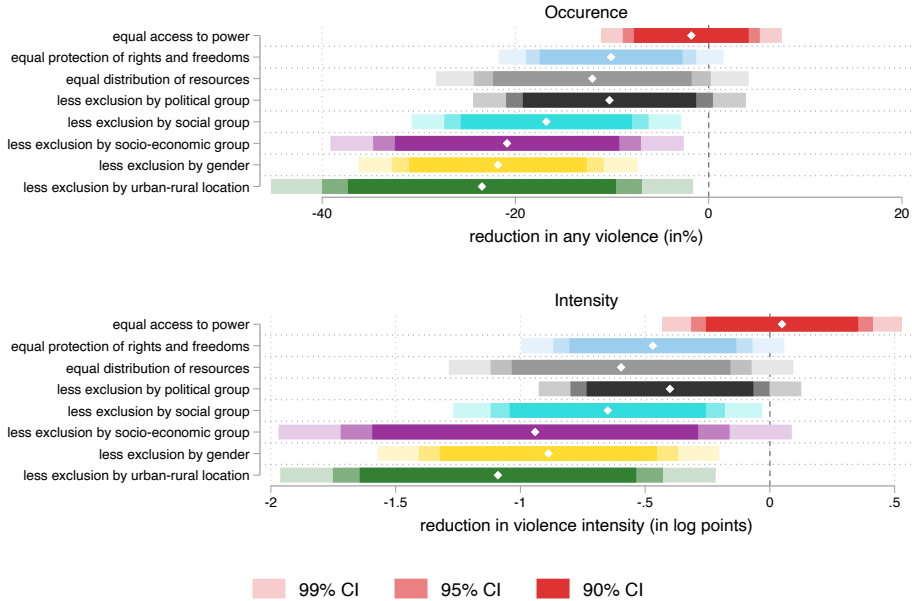 Occurence
equal access to power
equal protection of rights and freedoms
equal distribution of resources
less exclusion by political group
less exclusion by social group
less exclusion by socio-economic group
less exclusion by gender
less exclusion by urban-rural location
-40 -20 0 20
reduction in any violence (in%)
Intensity
equal access to power
equal protection of rights and freedoms
equal distribution of resources
less exclusion by political group
less exclusion by social group
less exclusion by socio-economic group
less exclusion by gender
less exclusion by urban-rural location
-2 -1.5 -1 -.5 0 .5
reduction in violence intensity (in log points)
99% CI 95% CI 90% CI